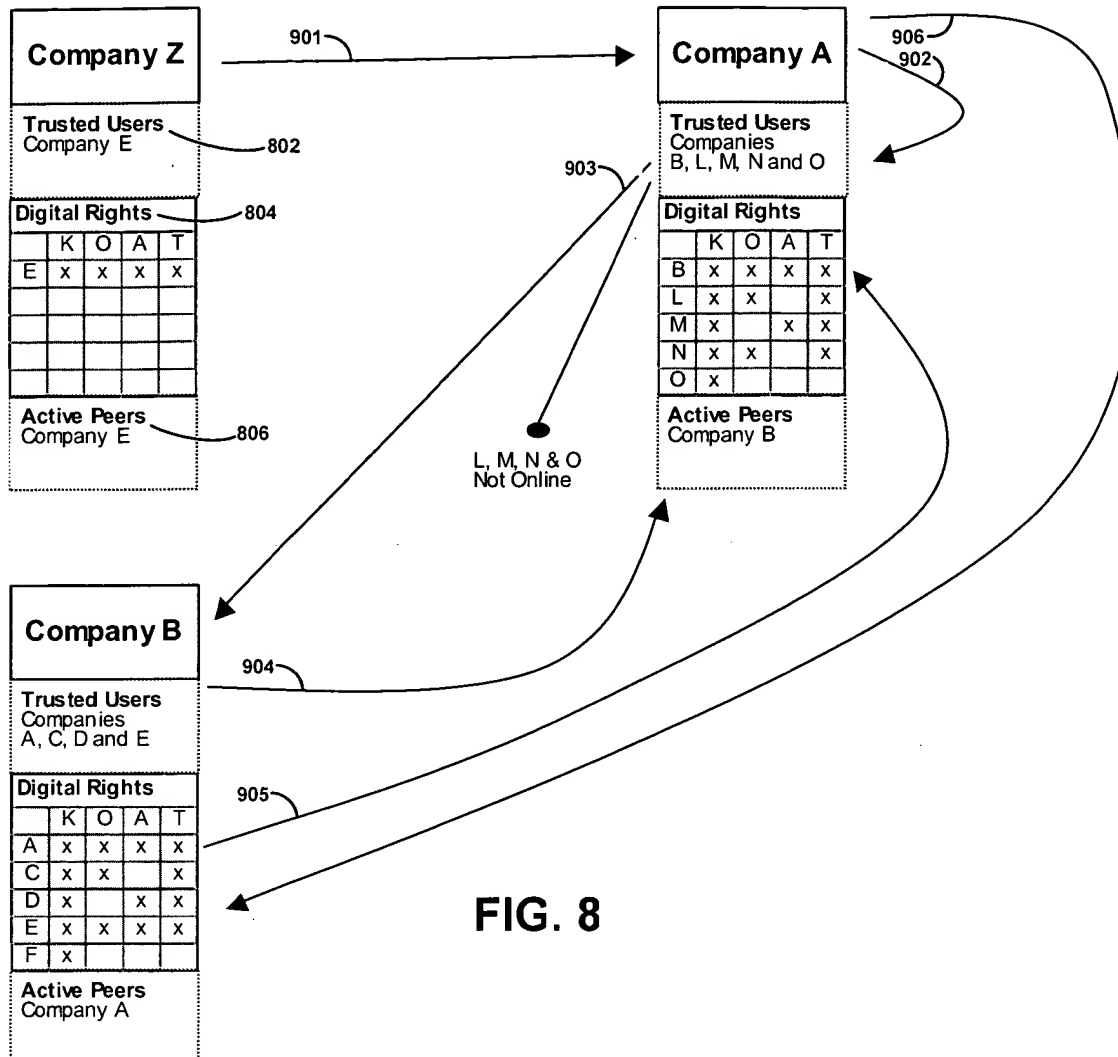 Company Z
901
Trusted Users
Company E
802
Digital Rights
804
K O A T
E x x x x
Active Peers
Company E
806
Company A
906
902
Trusted Users
Companies
B, L, M, N and O
903
Digital Rights
K O A T
B x x x x
L x x x
M x x x
N x x x
O x
Active Peers
Company B
L, M, N & O
Not Online
Company B
904
Trusted Users
Companies
A, C, D and E
Digital Rights
905
K O A T
A x x x x
C x x x
D x x x
E x x x x
F x
Active Peers
Company A
FIG. 8